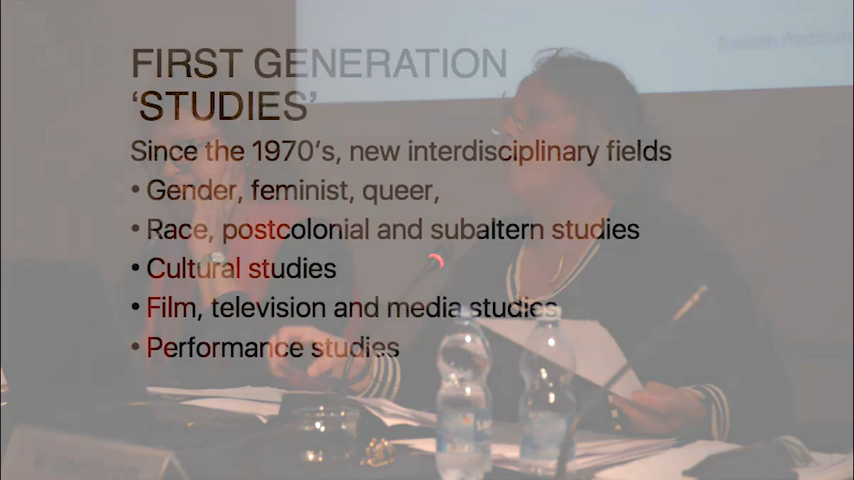 FIRST GENERATION
‘STUDIES’
Since the 1970’s, new interdisciplinary fields
• Gender, feminist, queer,
• Race, postcolonial and subaltern studies
• Cultural studies
• Film, television and media studies
• Performance studies